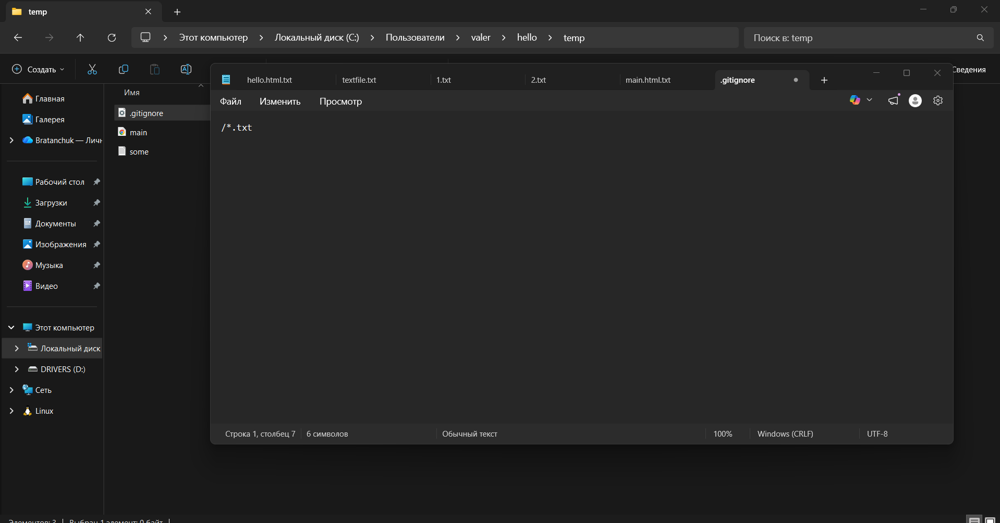 temp
Этот компьютер
Локальный диск (C:)
Пользователи
valer
hello
temp
Поиск в: temp
Создать
Сведения
hello.html.txt
textfile.txt
1.txt
2.txt
main.html.txt
.gitignore
Файл
Изменить
Просмотр
/*.txt
Строка 1, столбец 7
6 символов
Обычный текст
100%
Windows (CRLF)
UTF-8
Имя
.gitignore
main
some
Главная
Галерея
Bratanchuk — Личн
Рабочий стол
Загрузки
Документы
Изображения
Музыка
Видео
Этот компьютер
Локальный диск
DRIVERS (D:)
Сеть
Linux
Элементов: 3
Выбран 1 элемент: 0 байт